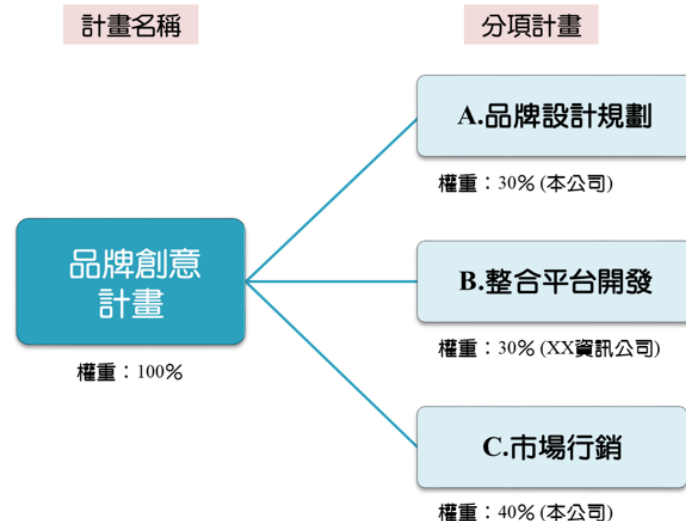 計畫名稱
分項計畫
A.品牌設計規劃
權重：30% (本公司)
品牌創意
計畫
權重：100%
B.整合平台開發
權重：30% (XX資訊公司)
C.市場行銷
權重：40% (本公司)